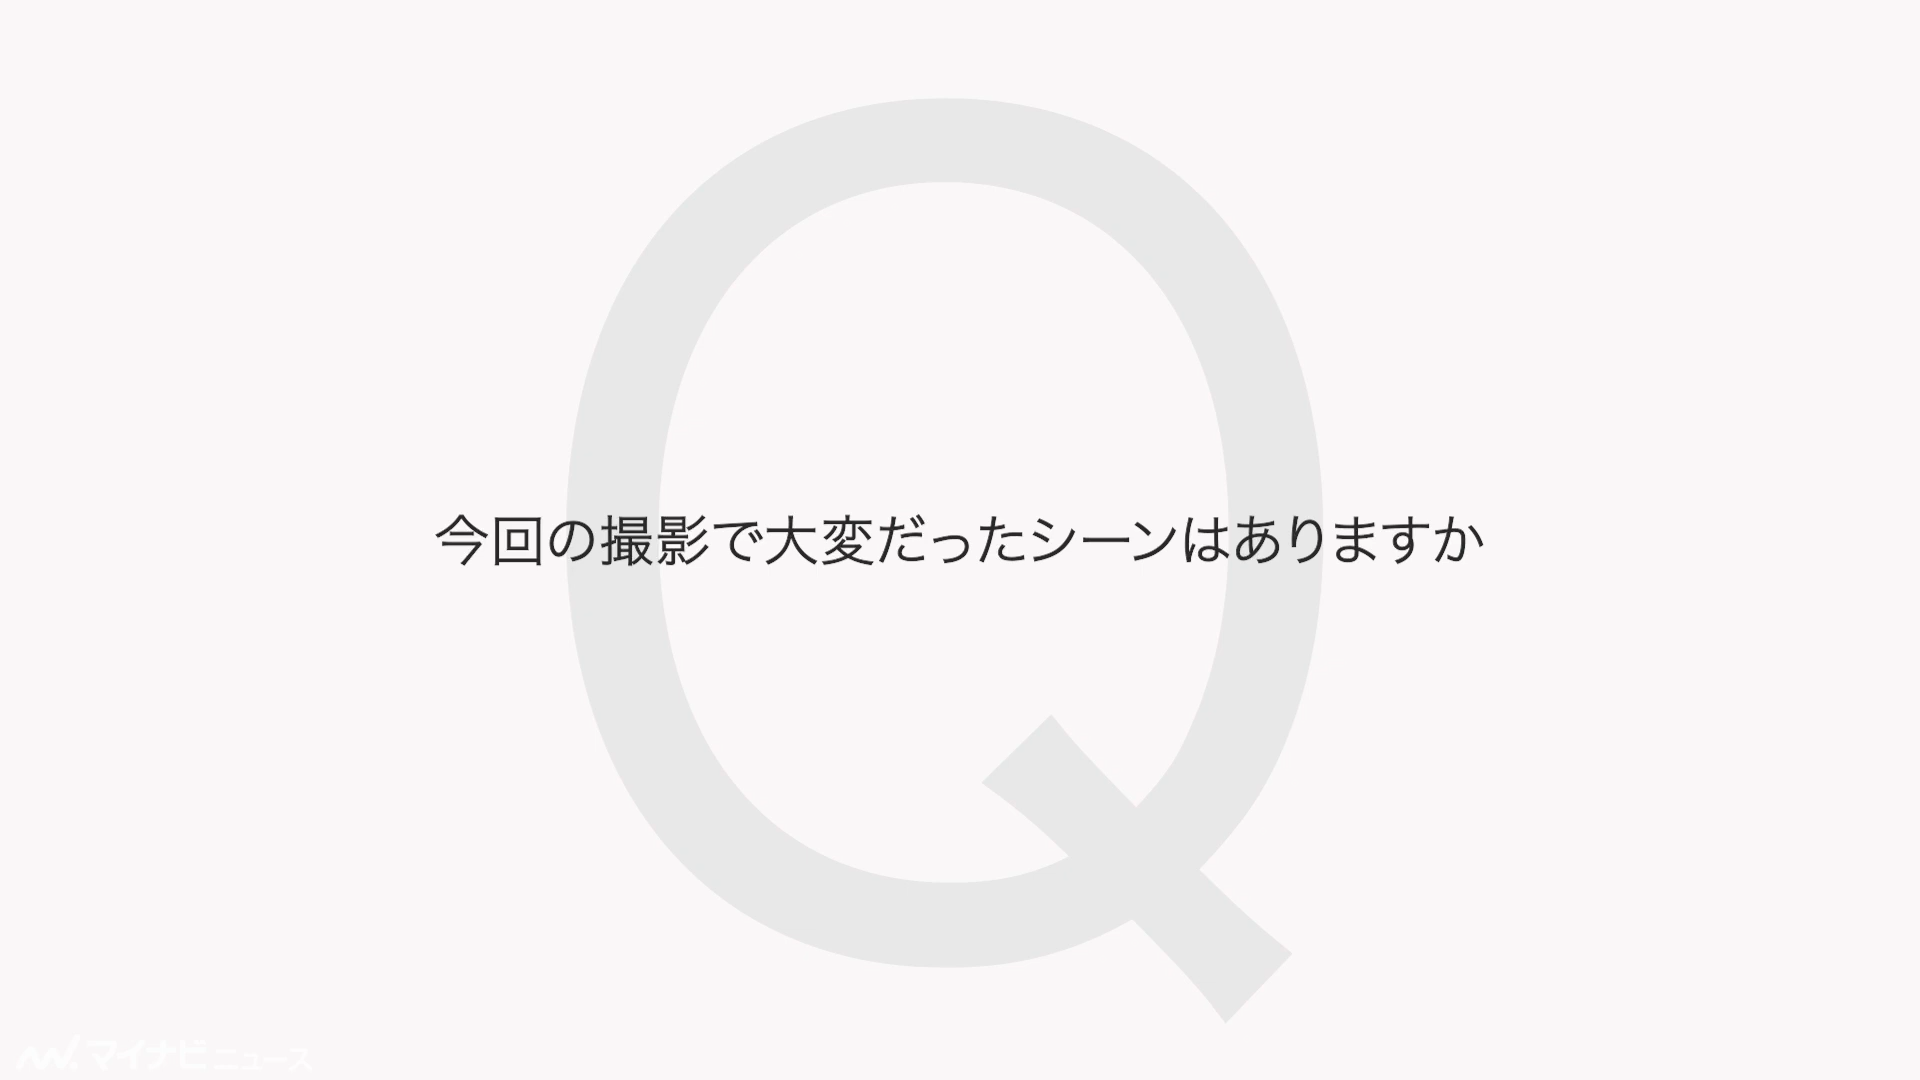 Q
今回の撮影で大変だったシーンはありますか
マイナビニュース